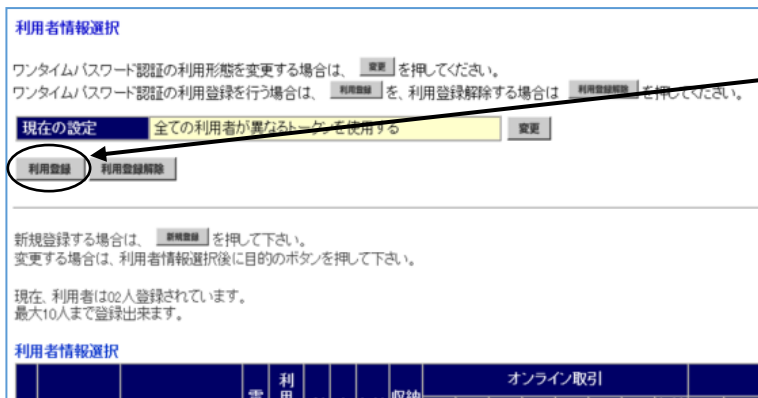 利用者情報選択
ワンタイムパスワード認証の利用形態を変更する場合は、 変更 を押してください。
ワンタイムパスワード認証の利用登録を行う場合は、 利用登録 を、利用登録解除する場合は 利用登録解除 を押してください。
現在の設定 全ての利用者が異なるトークンを使用する 変更
利用登録 利用登録解除
新規登録する場合は、 新規登録 を押して下さい。
変更する場合は、利用者情報選択後に目的のボタンを押して下さい。
現在、利用者は02人登録されています。
最大10人まで登録出来ます。
利用者情報選択
オンライン取引
利
用
収納